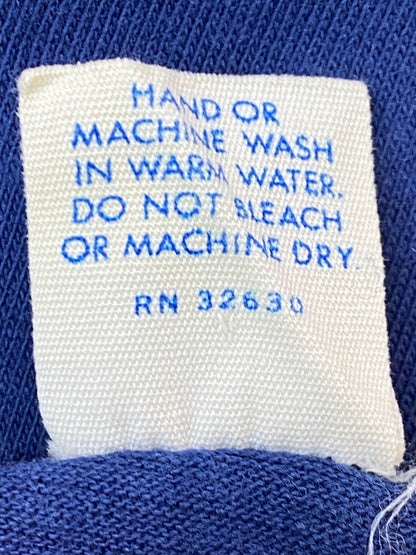 HAND OR
MACHINE WASH
IN WARM WATER.
DO NOT BLEACH
OR MACHINE DRY.
RN 32630